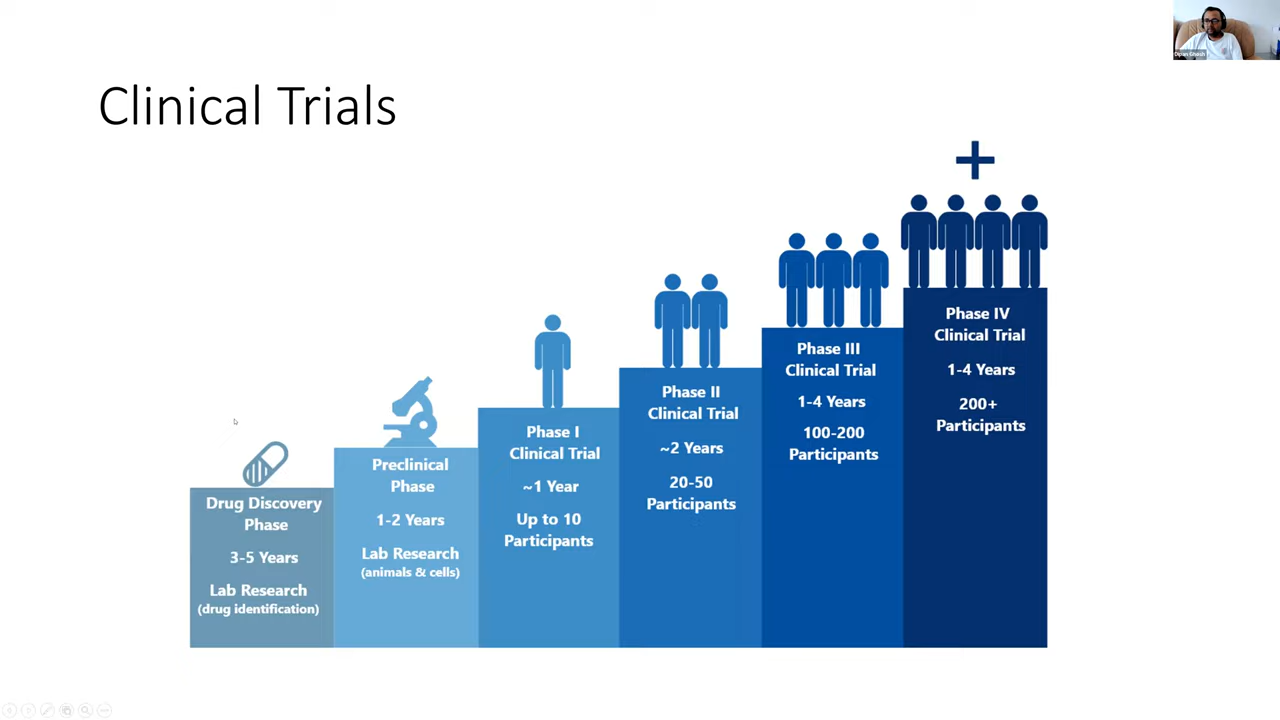 Clinical Trials
Dipan Ghosh
Drug Discovery
Phase
3-5 Years
Lab Research
(drug identification)
Preclinical
Phase
1-2 Years
Lab Research
(animals & cells)
Phase I
Clinical Trial
~1 Year
Up to 10
Participants
Phase II
Clinical Trial
~2 Years
20-50
Participants
Phase III
Clinical Trial
1-4 Years
100-200
Participants
Phase IV
Clinical Trial
1-4 Years
200+
Participants